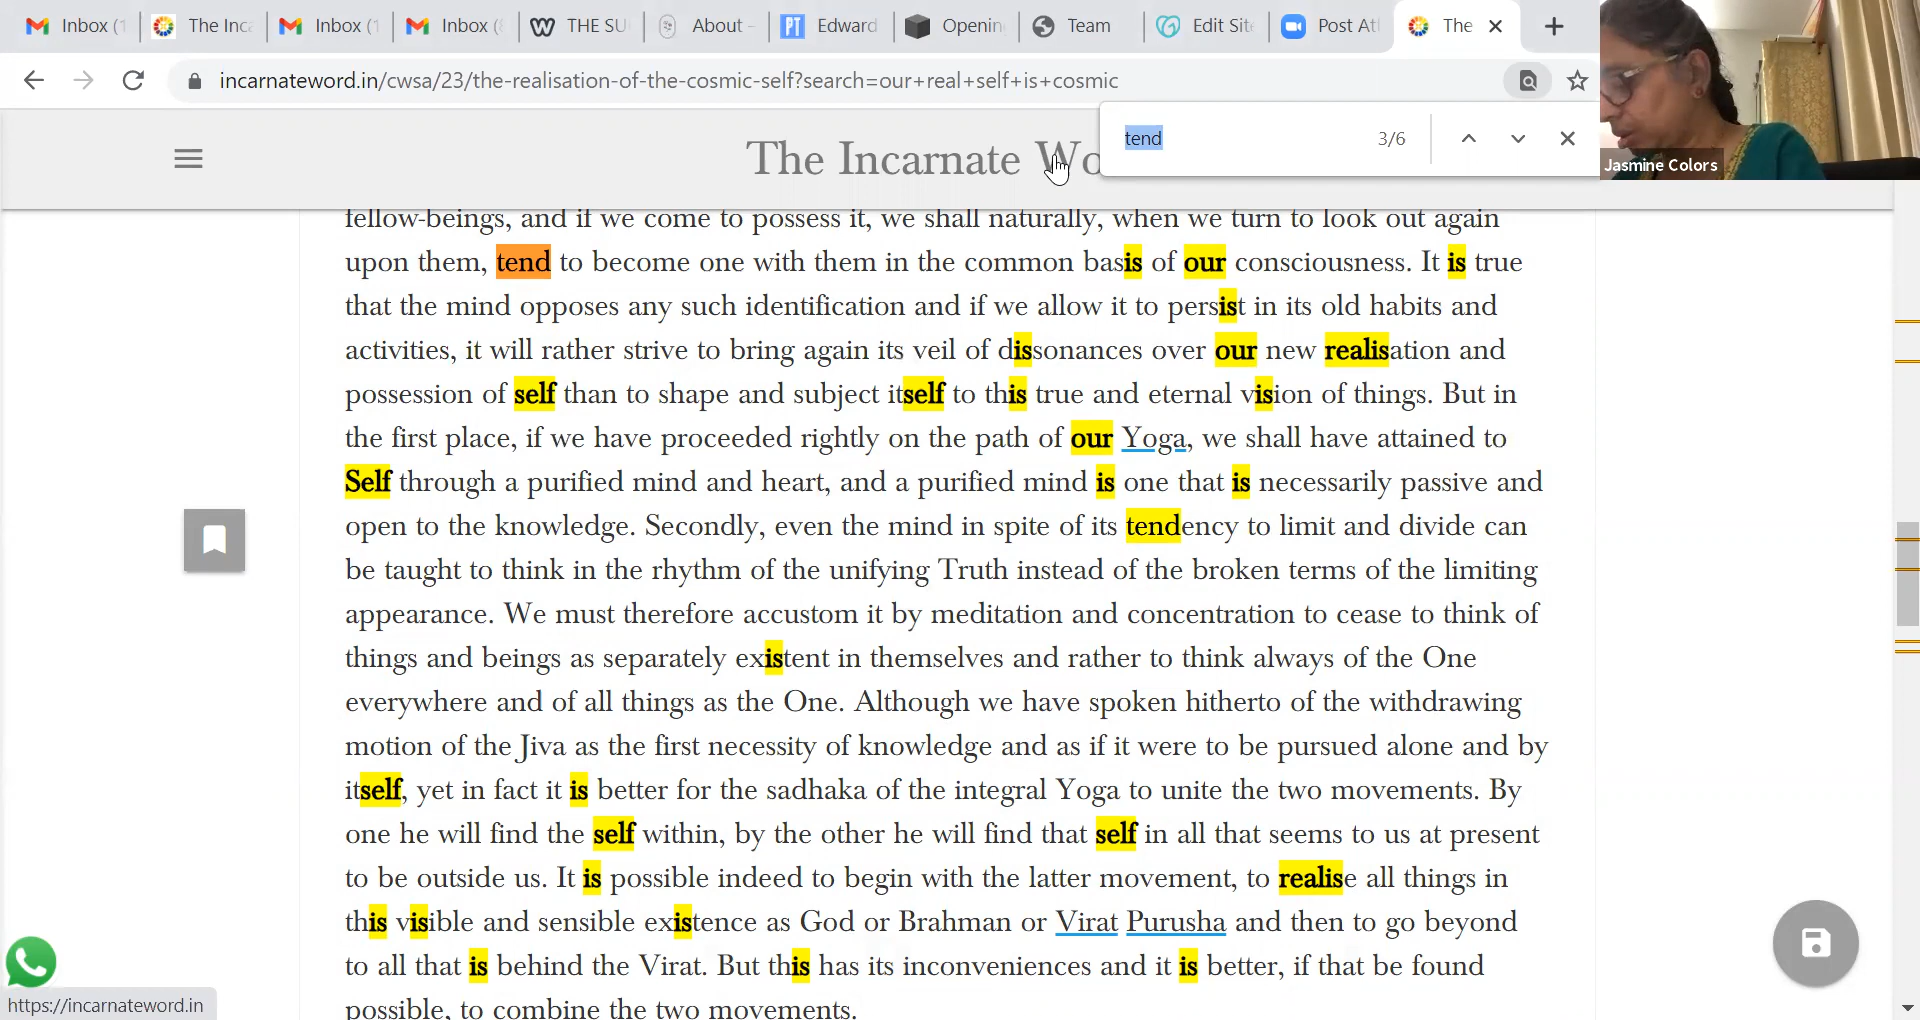 Inbox (1
The Inca
Inbox (1
Inbox (
THE SU
About -
PT
Edward
Openin
Team
Edit Site
Post Att
The
incarnateword.in/cwsa/23/the-realisation-of-the-cosmic-self?search=our+real+self+is+cosmic
tend
3/6
Jasmine Colors
The Incarnate Wo
fellow-beings, and if we come to possess it, we shall naturally, when we turn to look out again
upon them, tend to become one with them in the common basis of our consciousness. It is true
that the mind opposes any such identification and if we allow it to persist in its old habits and
activities, it will rather strive to bring again its veil of dissonances over our new realisation and
possession of self than to shape and subject itself to this true and eternal vision of things. But in
the first place, if we have proceeded rightly on the path of our Yoga, we shall have attained to
Self through a purified mind and heart, and a purified mind is one that is necessarily passive and
open to the knowledge. Secondly, even the mind in spite of its tendency to limit and divide can
be taught to think in the rhythm of the unifying Truth instead of the broken terms of the limiting
appearance. We must therefore accustom it by meditation and concentration to cease to think of
things and beings as separately existent in themselves and rather to think always of the One
everywhere and of all things as the One. Although we have spoken hitherto of the withdrawing
motion of the Jiva as the first necessity of knowledge and as if it were to be pursued alone and by
itself, yet in fact it is better for the sadhaka of the integral Yoga to unite the two movements. By
one he will find the self within, by the other he will find that self in all that seems to us at present
to be outside us. It is possible indeed to begin with the latter movement, to realise all things in
this visible and sensible existence as God or Brahman or Virat Purusha and then to go beyond
to all that is behind the Virat. But this has its inconveniences and it is better, if that be found
possible, to combine the two movements.
https://incarnateword.in